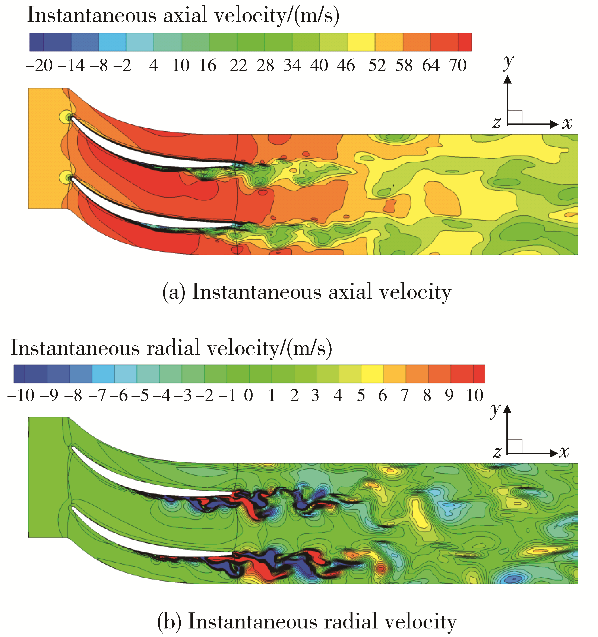 Instantaneous axial velocity/(m/s)
−20 −14 −8 −2 4 10 16 22 28 34 40 46 52 58 64 70
y
z x
(a) Instantaneous axial velocity
Instantaneous radial velocity/(m/s)
−10 −9 −8 −7 −6 −5 −4 −3 −2 −1 0 1 2 3 4 5 6 7 8 9 10
y
z x
(b) Instantaneous radial velocity